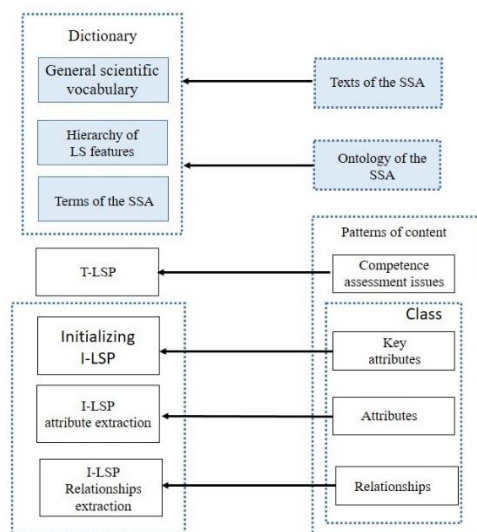 Dictionary
General scientific
vocabulary
Hierarchy of
LS features
Terms of the SSA
Texts of the SSA
Ontology of the
SSA
T-LSP
Patterns of content
Competence
assessment issues
Initializing
I-LSP
Class
Key
attributes
I-LSP
attribute extraction
Attributes
I-LSP
Relationships
extraction
Relationships